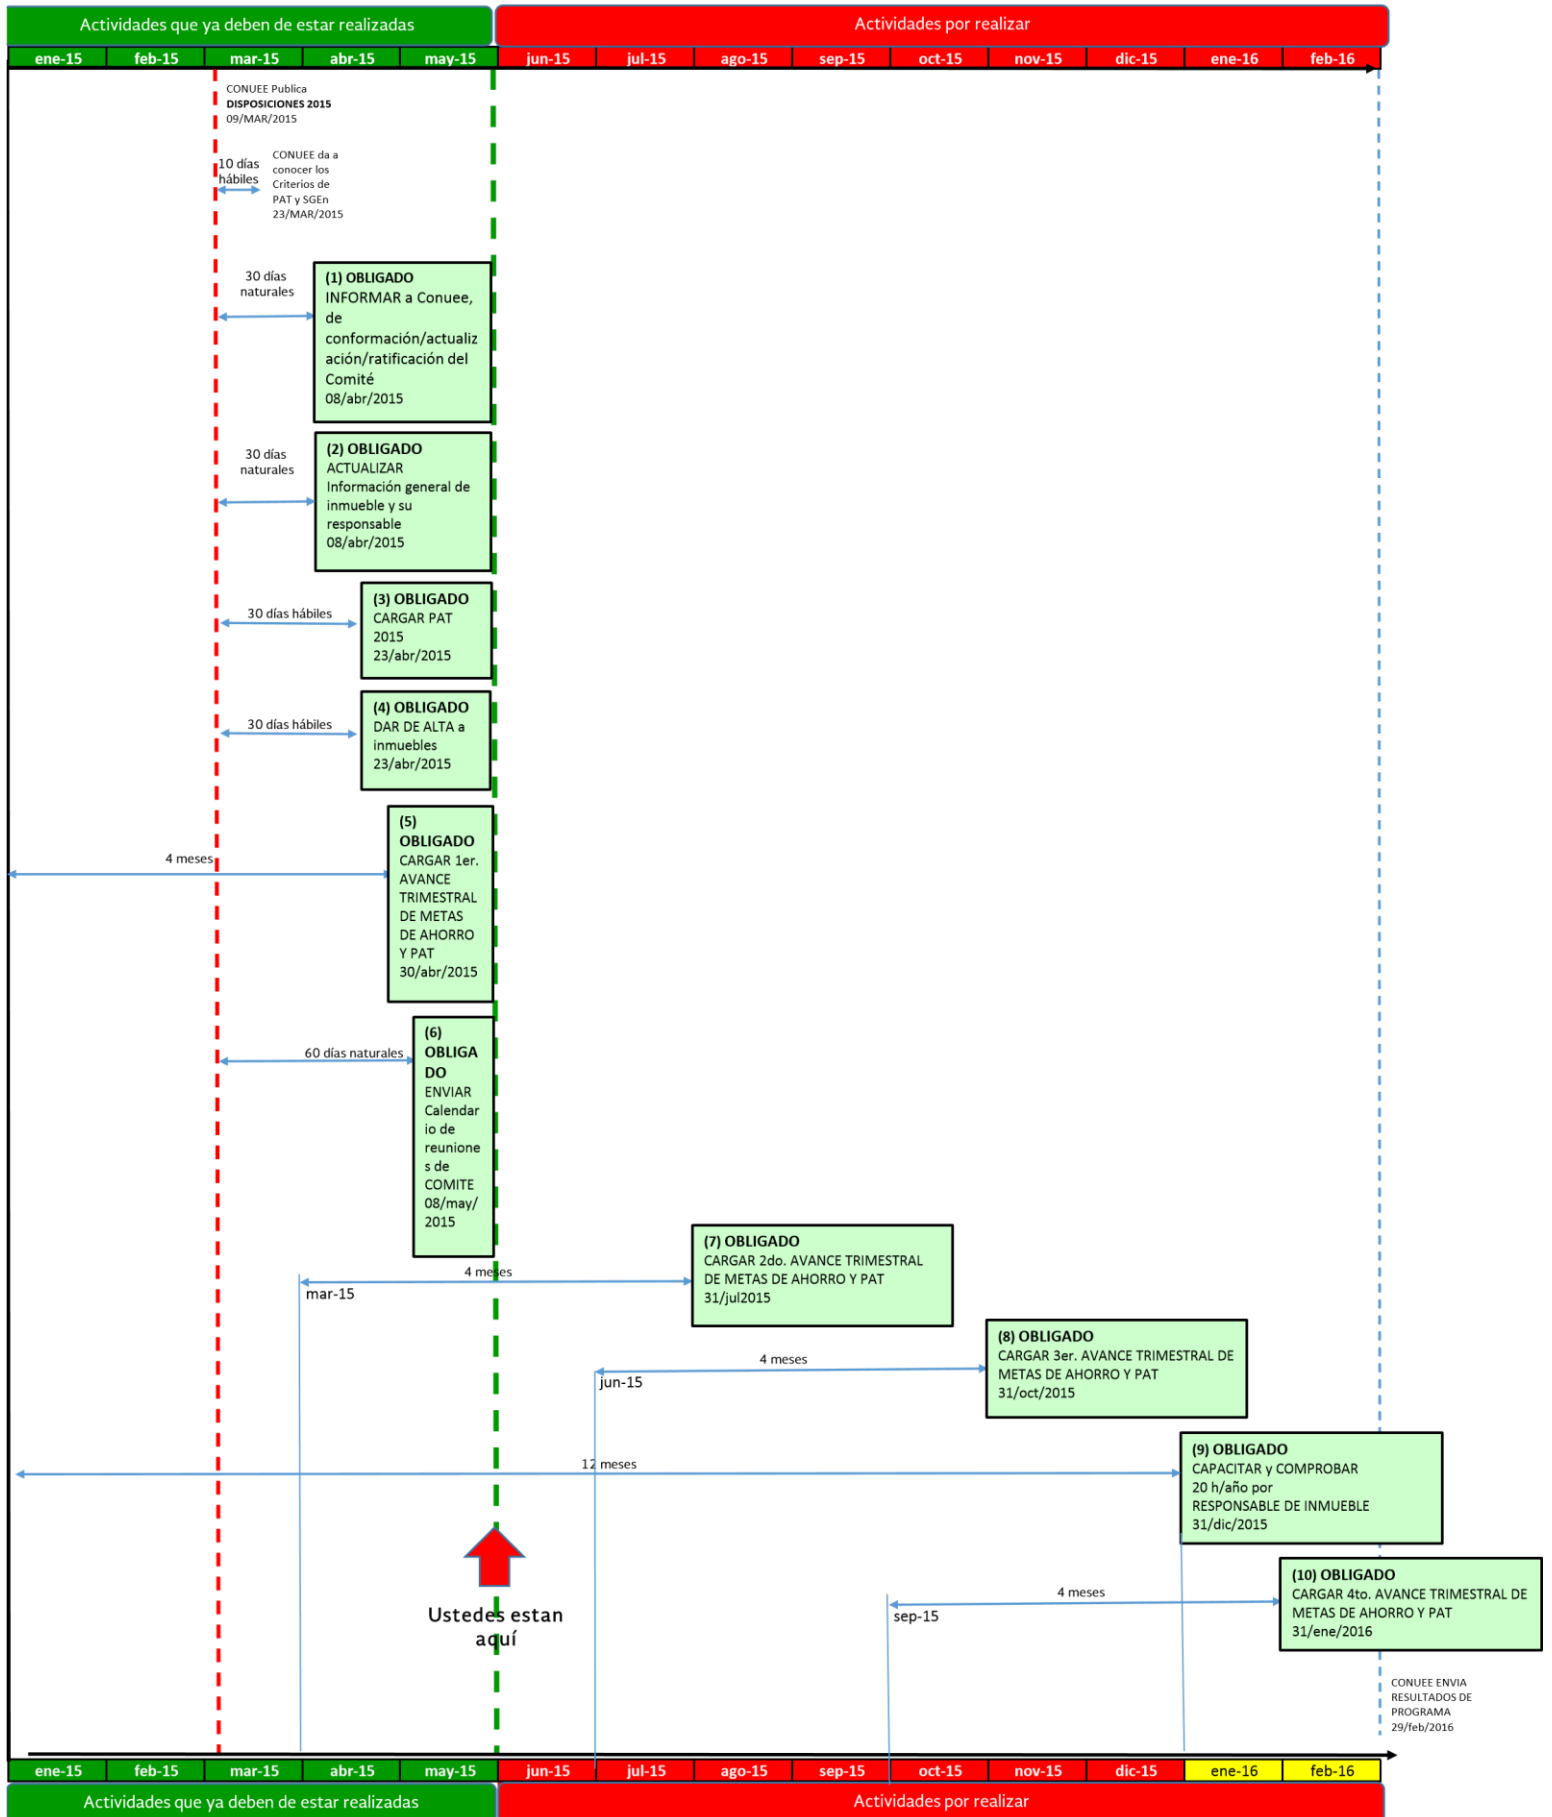 Actividades que ya deben de estar realizadas
Actividades por realizar
ene-15 feb-15 mar-15 abr-15 may-15 jun-15 jul-15 ago-15 sep-15 oct-15 nov-15 dic-15 ene-16 feb-16
CONUEE Publica
DISPOSICIONES 2015
09/MAR/2015
10 días
hábiles
CONUEE da a
conocer los
Criterios de
PAT y SGEn
23/MAR/2015
30 días
naturales
(1) OBLIGADO
INFORMAR a Conuee,
de
conformación/actualiz
ación/ratificación del
Comité
08/abr/2015
30 días
naturales
(2) OBLIGADO
ACTUALIZAR
Información general de
inmueble y su
responsable
08/abr/2015
30 días hábiles
(3) OBLIGADO
CARGAR PAT
2015
23/abr/2015
30 días hábiles
(4) OBLIGADO
DAR DE ALTA a
inmuebles
23/abr/2015
4 meses
(5)
OBLIGADO
CARGAR 1er.
AVANCE
TRIMESTRAL
DE METAS
DE AHORRO
Y PAT
30/abr/2015
60 días naturales
(6)
OBLIGA
DO
ENVIAR
Calendar
io de
reunione
s de
COMITE
08/may/
2015
4 meses
mar-15
(7) OBLIGADO
CARGAR 2do. AVANCE TRIMESTRAL
DE METAS DE AHORRO Y PAT
31/jul2015
4 meses
jun-15
(8) OBLIGADO
CARGAR 3er. AVANCE TRIMESTRAL DE
METAS DE AHORRO Y PAT
31/oct/2015
12 meses
(9) OBLIGADO
CAPACITAR y COMPROBAR
20 h/año por
RESPONSABLE DE INMUEBLE
31/dic/2015
Ustedes estan
aquí
4 meses
sep-15
(10) OBLIGADO
CARGAR 4to. AVANCE TRIMESTRAL DE
METAS DE AHORRO Y PAT
31/ene/2016
CONUEE ENVIA
RESULTADOS DE
PROGRAMA
29/feb/2016
ene-15 feb-15 mar-15 abr-15 may-15 jun-15 jul-15 ago-15 sep-15 oct-15 nov-15 dic-15 ene-16 feb-16
Actividades que ya deben de estar realizadas
Actividades por realizar